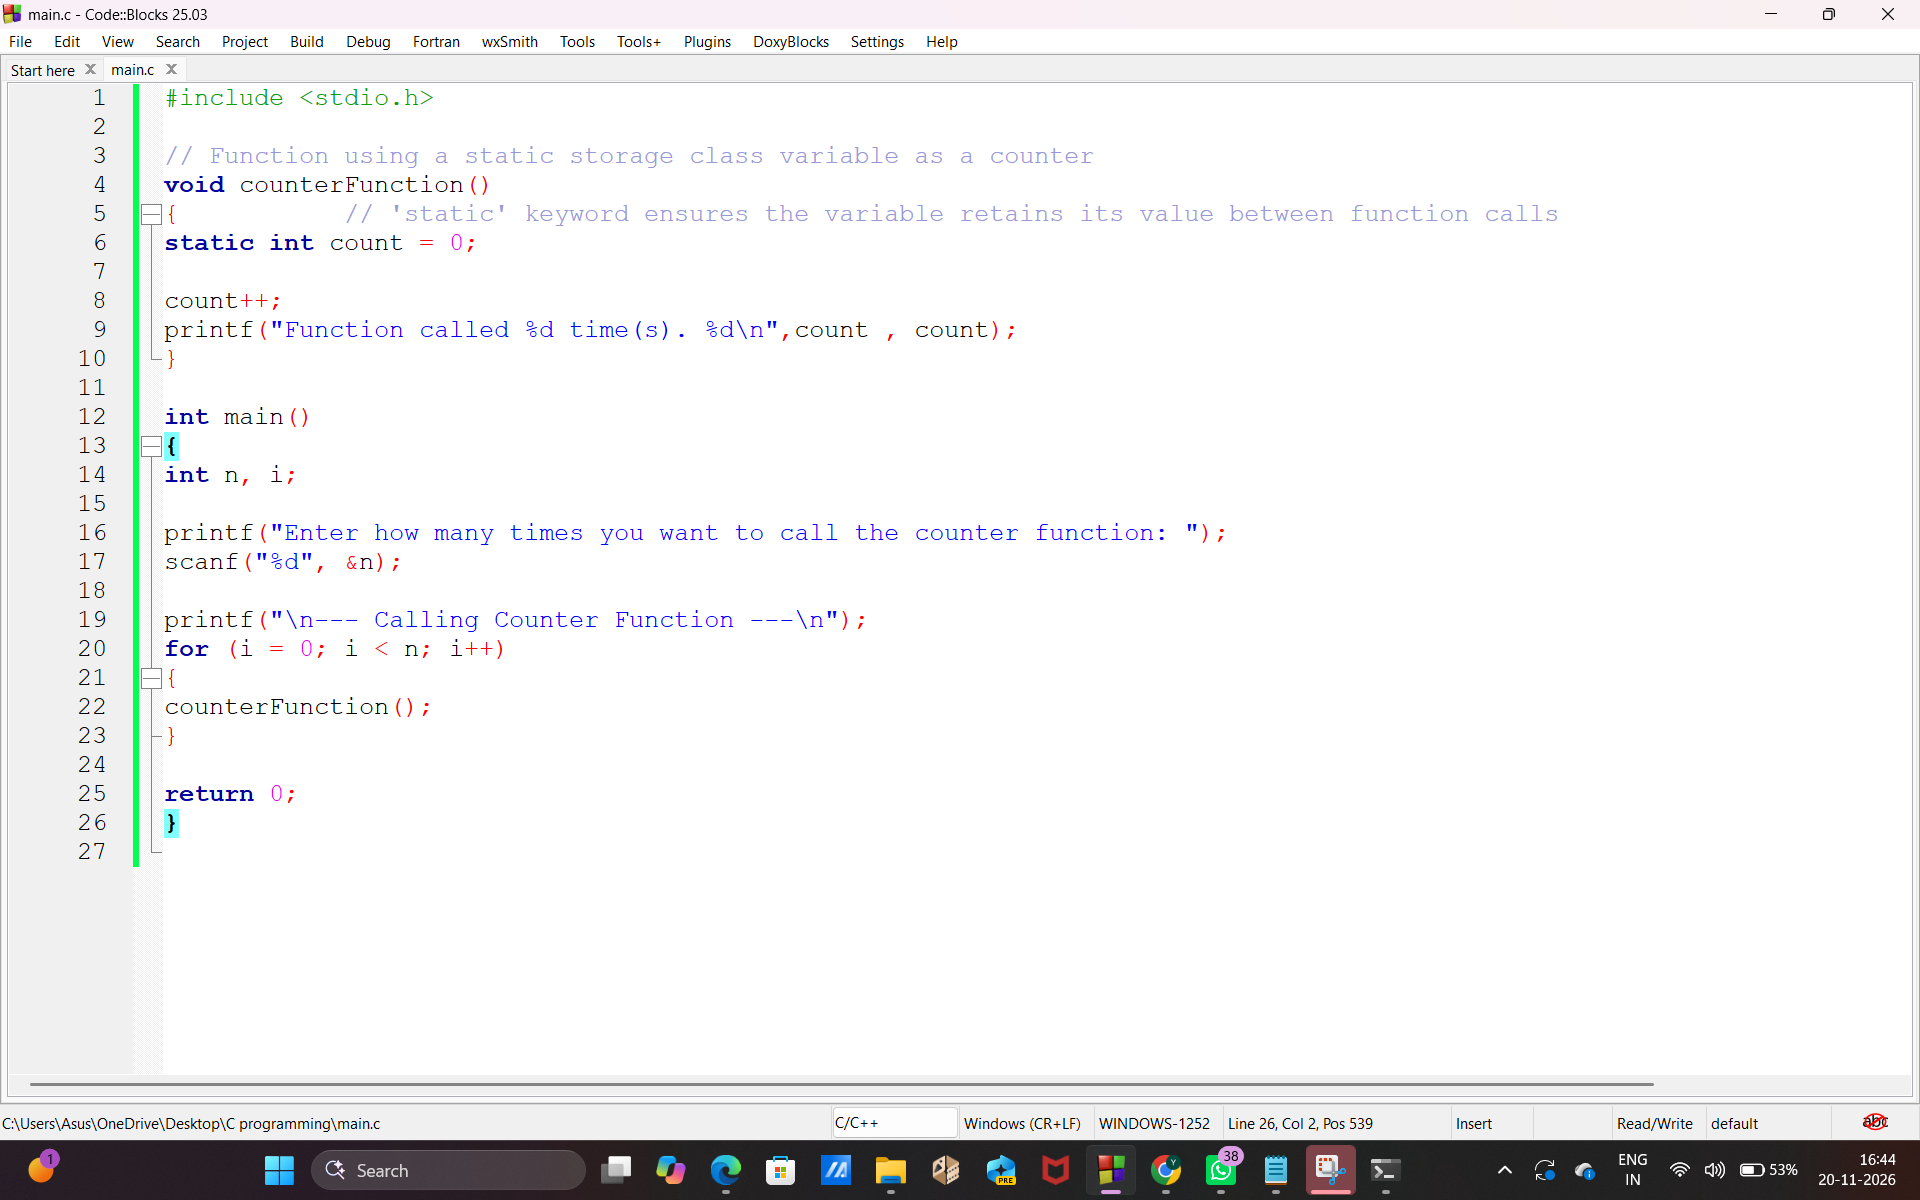 main.c - Code::Blocks 25.03
File Edit View Search Project Build Debug Fortran wxSmith Tools Tools+ Plugins DoxyBlocks Settings Help
Start here main.c
1 #include <stdio.h>
2
3 // Function using a static storage class variable as a counter
4 void counterFunction()
5 { // 'static' keyword ensures the variable retains its value between function calls
6 static int count = 0;
7
8 count++;
9 printf("Function called %d time(s). %d\n",count , count);
10 }
11
12 int main()
13 {
14 int n, i;
15
16 printf("Enter how many times you want to call the counter function: ");
17 scanf("%d", &n);
18
19 printf("\n--- Calling Counter Function ---\n");
20 for (i = 0; i < n; i++)
21 {
22 counterFunction();
23 }
24
25 return 0;
26 }
27
C:\Users\Asus\OneDrive\Desktop\C programming\main.c C/C++ Windows (CR+LF) WINDOWS-1252 Line 26, Col 2, Pos 539 Insert Read/Write default abc
1 Search PRE Y 38 ENG IN 53% 16:44
20-11-2026